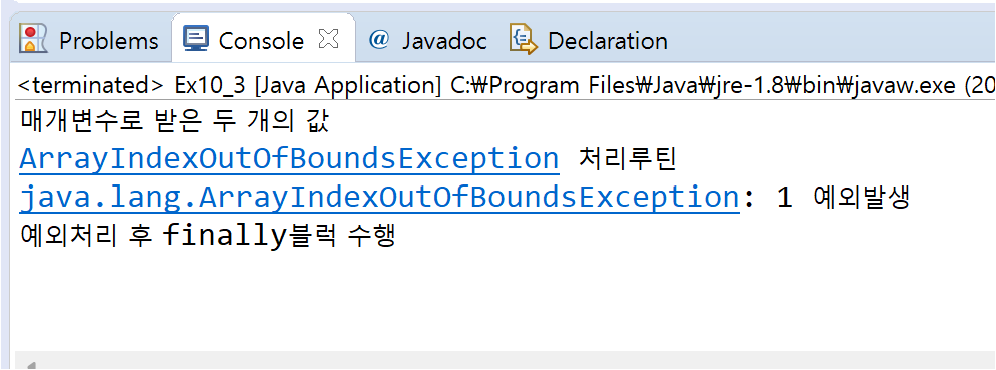 Problems Console @ Javadoc Declaration
<terminated> Ex10_3 [Java Application] C:₩Program Files₩Java₩jre-1.8₩bin₩javaw.exe (20
매개변수로 받은 두 개의 값
ArrayIndexOutOfBoundsException 처리루틴
java.lang.ArrayIndexOutOfBoundsException: 1 예외발생
예외처리 후 finally블럭 수행